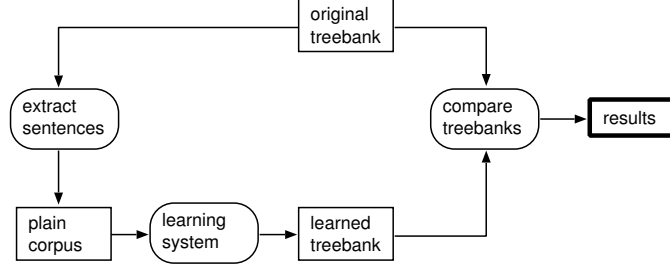 original
treebank
extract
sentences
compare
treebanks
results
plain
corpus
learning
system
learned
treebank